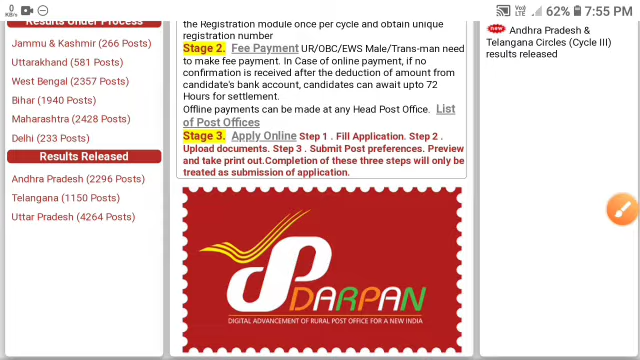 0
KB/s
VoD
LTE
62%
7:55 PM
Results Under Process
Jammu & Kashmir (266 Posts)
Uttarakhand (581 Posts)
West Bengal (2357 Posts)
Bihar (1940 Posts)
Maharashtra (2428 Posts)
Delhi (233 Posts)
Results Released
Andhra Pradesh (2296 Posts)
Telangana (1150 Posts)
Uttar Pradesh (4264 Posts)
the Registration module once per cycle and obtain unique
registration number
Stage 2. Fee Payment UR/OBC/EWS Male/Trans-man need
to make fee payment. In Case of online payment, if no
confirmation is received after the deduction of amount from
candidate's bank account, candidates can await upto 72
Hours for settlement.
Offline payments can be made at any Head Post Office. List
of Post Offices
Stage 3. Apply Online Step 1 . Fill Application. Step 2 .
Upload documents. Step 3 . Submit Post preferences. Preview
and take print out.Completion of these three steps will only be
treated as submission of application.
DARPAN
DIGITAL ADVANCEMENT OF RURAL POST OFFICE FOR A NEW INDIA
new Andhra Pradesh &
Telangana Circles (Cycle III)
results released